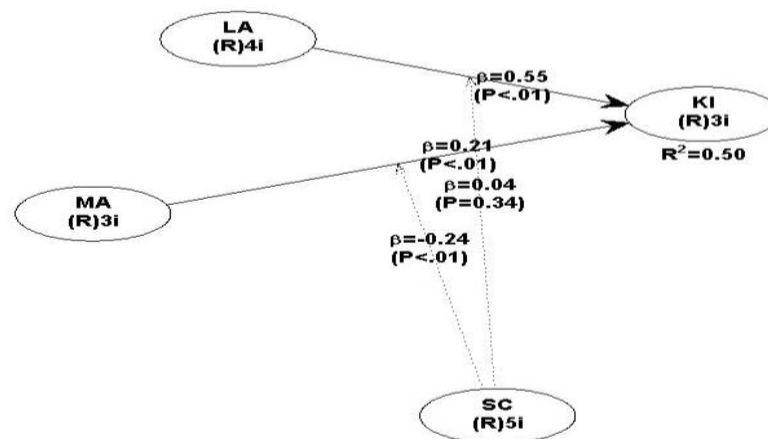 LA
(R)4i
β=0.55
(P<.01)
KI
(R)3i
R²=0.50
β=0.21
(P<.01)
β=0.04
(P=0.34)
MA
(R)3i
β=-0.24
(P<.01)
SC
(R)5i